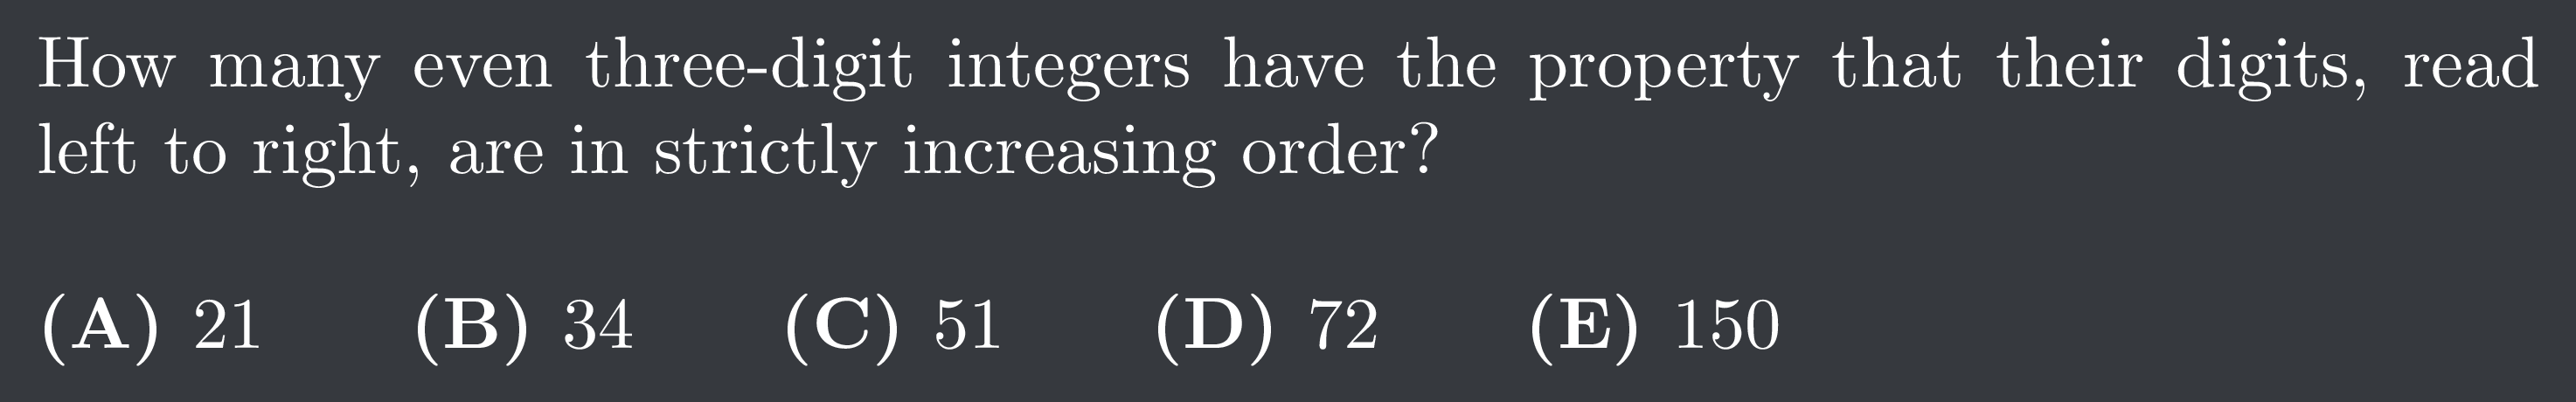 How many even three-digit integers have the property that their digits, read
left to right, are in strictly increasing order?
(A) 21 (B) 34 (C) 51 (D) 72 (E) 150